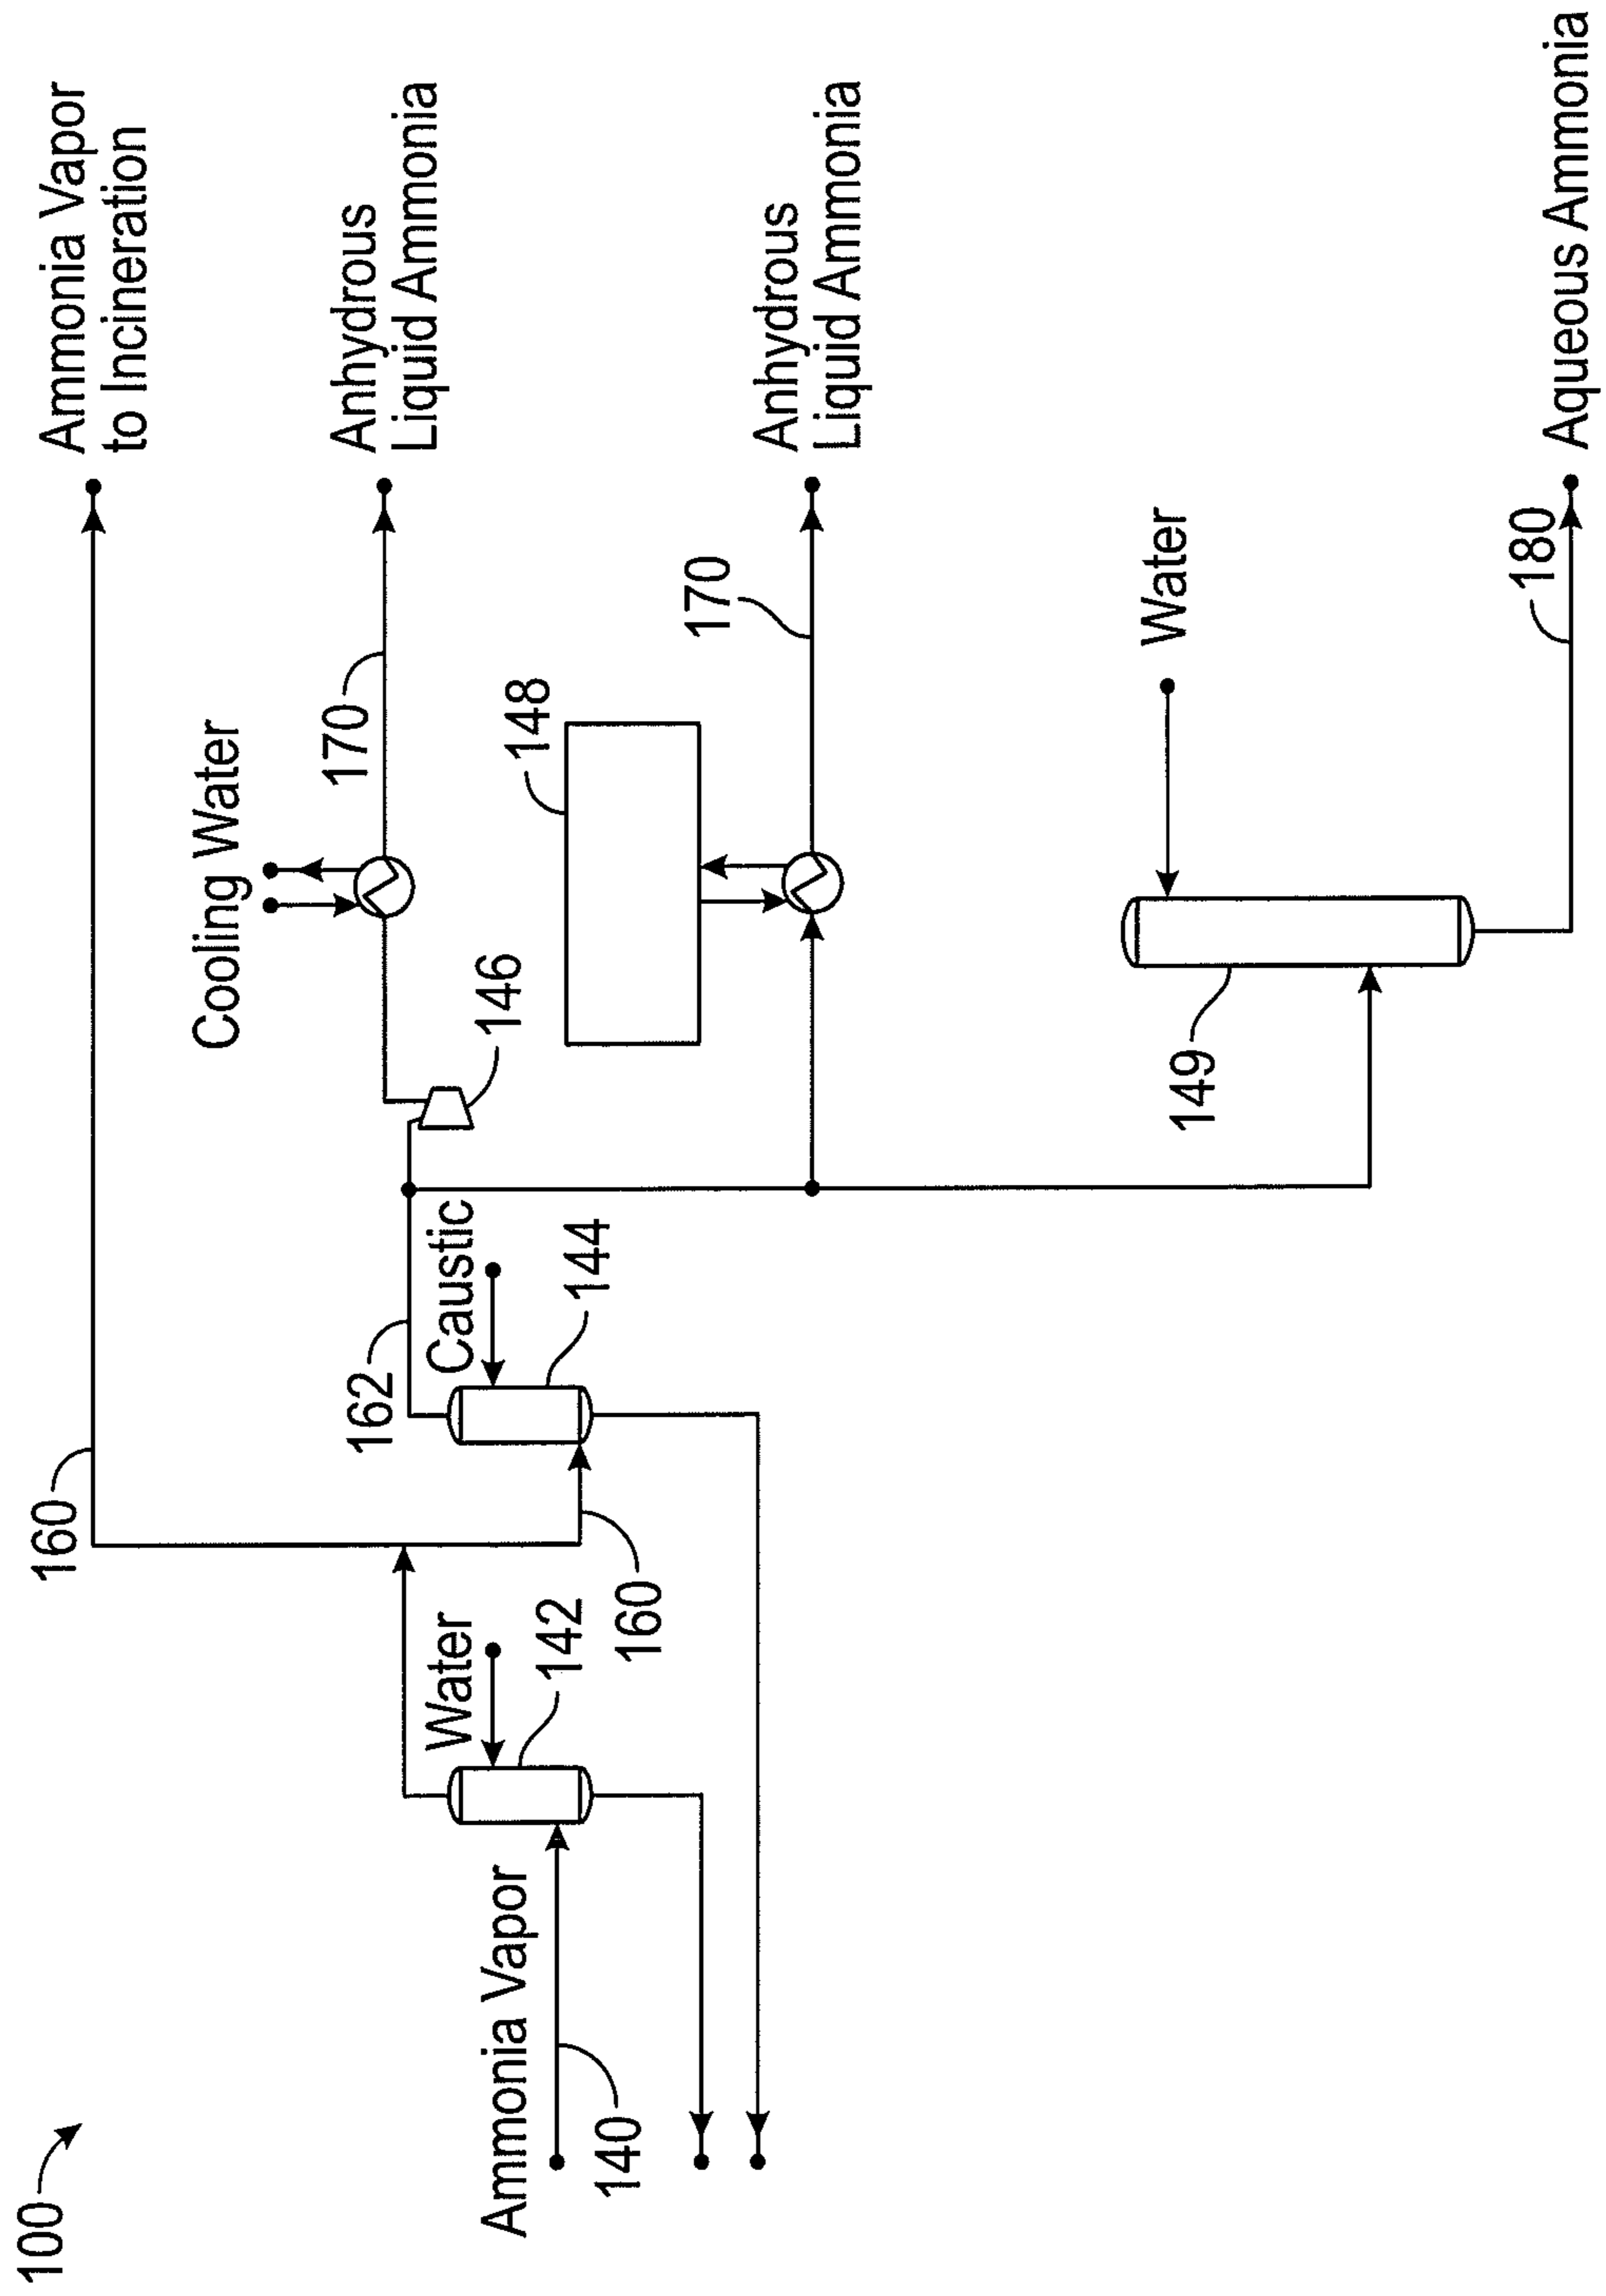 100
160
Ammonia Vapor
to Incineration
Cooling Water
170
Anhydrous
Liquid Ammonia
162
Caustic
144
146
148
170
Anhydrous
Liquid Ammonia
Ammonia Vapor
140
Water
142
160
149
Water
180
Aqueous Ammonia